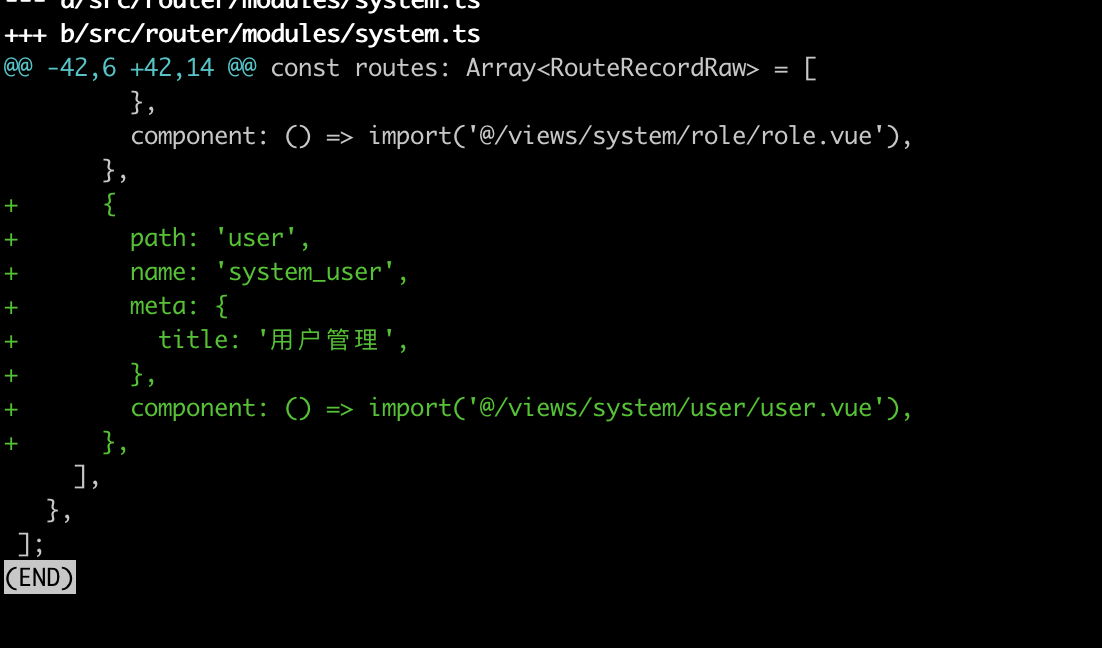 --- a/src/router/modules/system.ts
+++ b/src/router/modules/system.ts
@@ -42,6 +42,14 @@ const routes: Array<RouteRecordRaw> = [
         },
         component: () => import('@/views/system/role/role.vue'),
       },
+      {
+        path: 'user',
+        name: 'system_user',
+        meta: {
+          title: '用户管理',
+        },
+        component: () => import('@/views/system/user/user.vue'),
+      },
     ],
   },
 ];
(END)